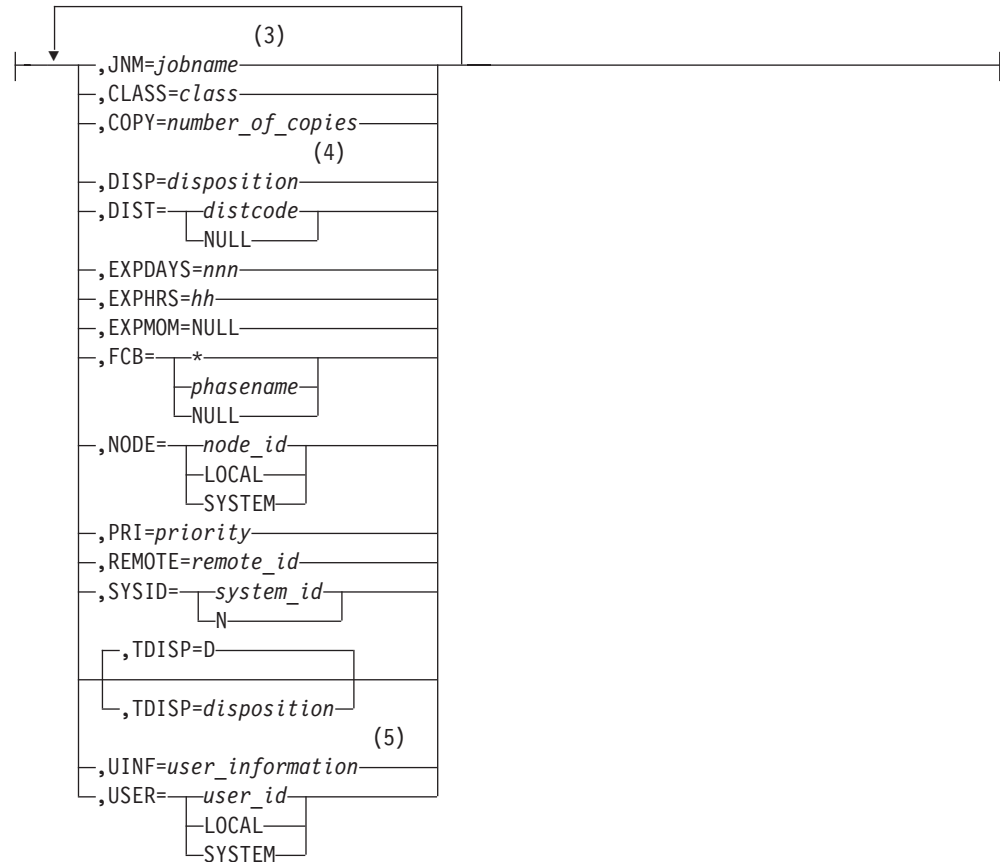 (3)
,JNM=jobname
,CLASS=class
,COPY=number_of_copies
(4)
,DISP=disposition
,DIST= distcode
NULL
,EXPDAYS=nnn
,EXPHRS=hh
,EXPMOM=NULL
,FCB= *
phasename
NULL
,NODE= node_id
LOCAL
SYSTEM
,PRI=priority
,REMOTE=remote_id
,SYSID= system_id
N
,TDISP=D
,TDISP=disposition
(5)
,UINF=user_information
,USER= user_id
LOCAL
SYSTEM